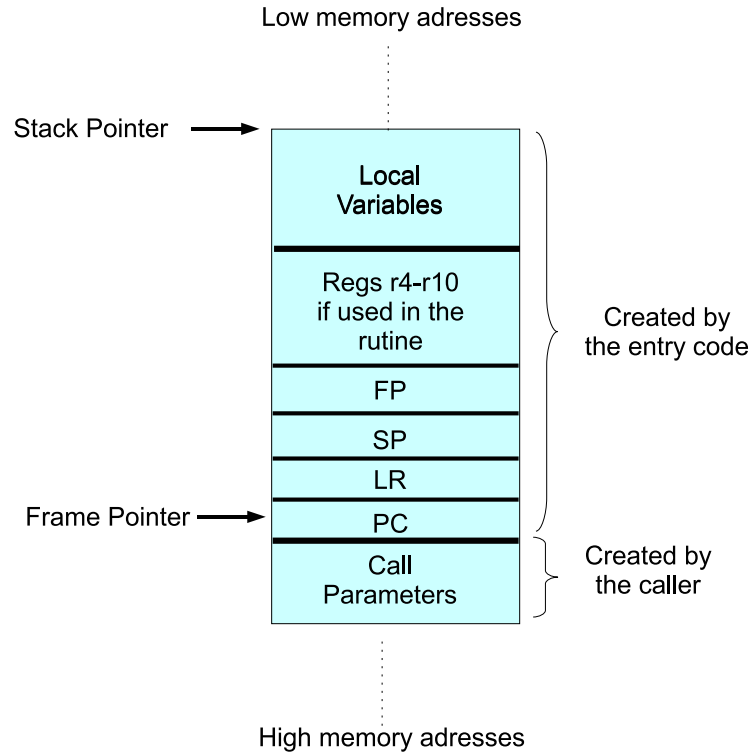 Low memory adresses
Stack Pointer
Local
Variables
Regs r4-r10
if used in the
rutine
Created by
the entry code
FP
SP
LR
Frame Pointer
PC
Call
Parameters
Created by
the caller
High memory adresses